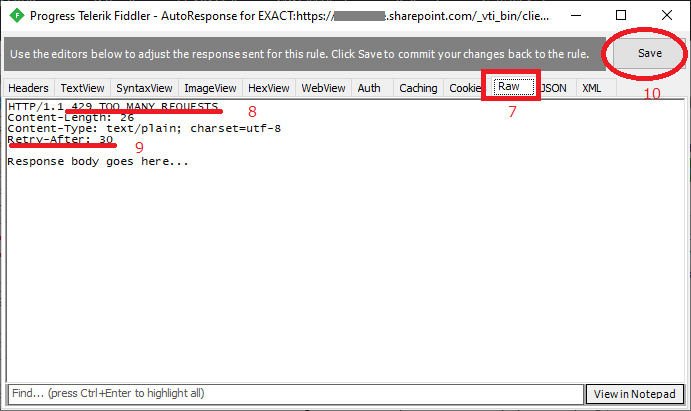 Progress Telerik Fiddler - AutoResponse for EXACT:https://.sharepoint.com/_vti_bin/clie...
Use the editors below to adjust the response sent for this rule. Click Save to commit your changes back to the rule.
Save
10
Headers TextView SyntaxView ImageView HexView WebView Auth Caching Cookies Raw JSON XML
7
HTTP/1.1 429 TOO MANY REQUESTS
8
Content-Length: 26
Content-Type: text/plain; charset=utf-8
Retry-After: 30
9
Response body goes here...
Find... (press Ctrl+Enter to highlight all)
View in Notepad